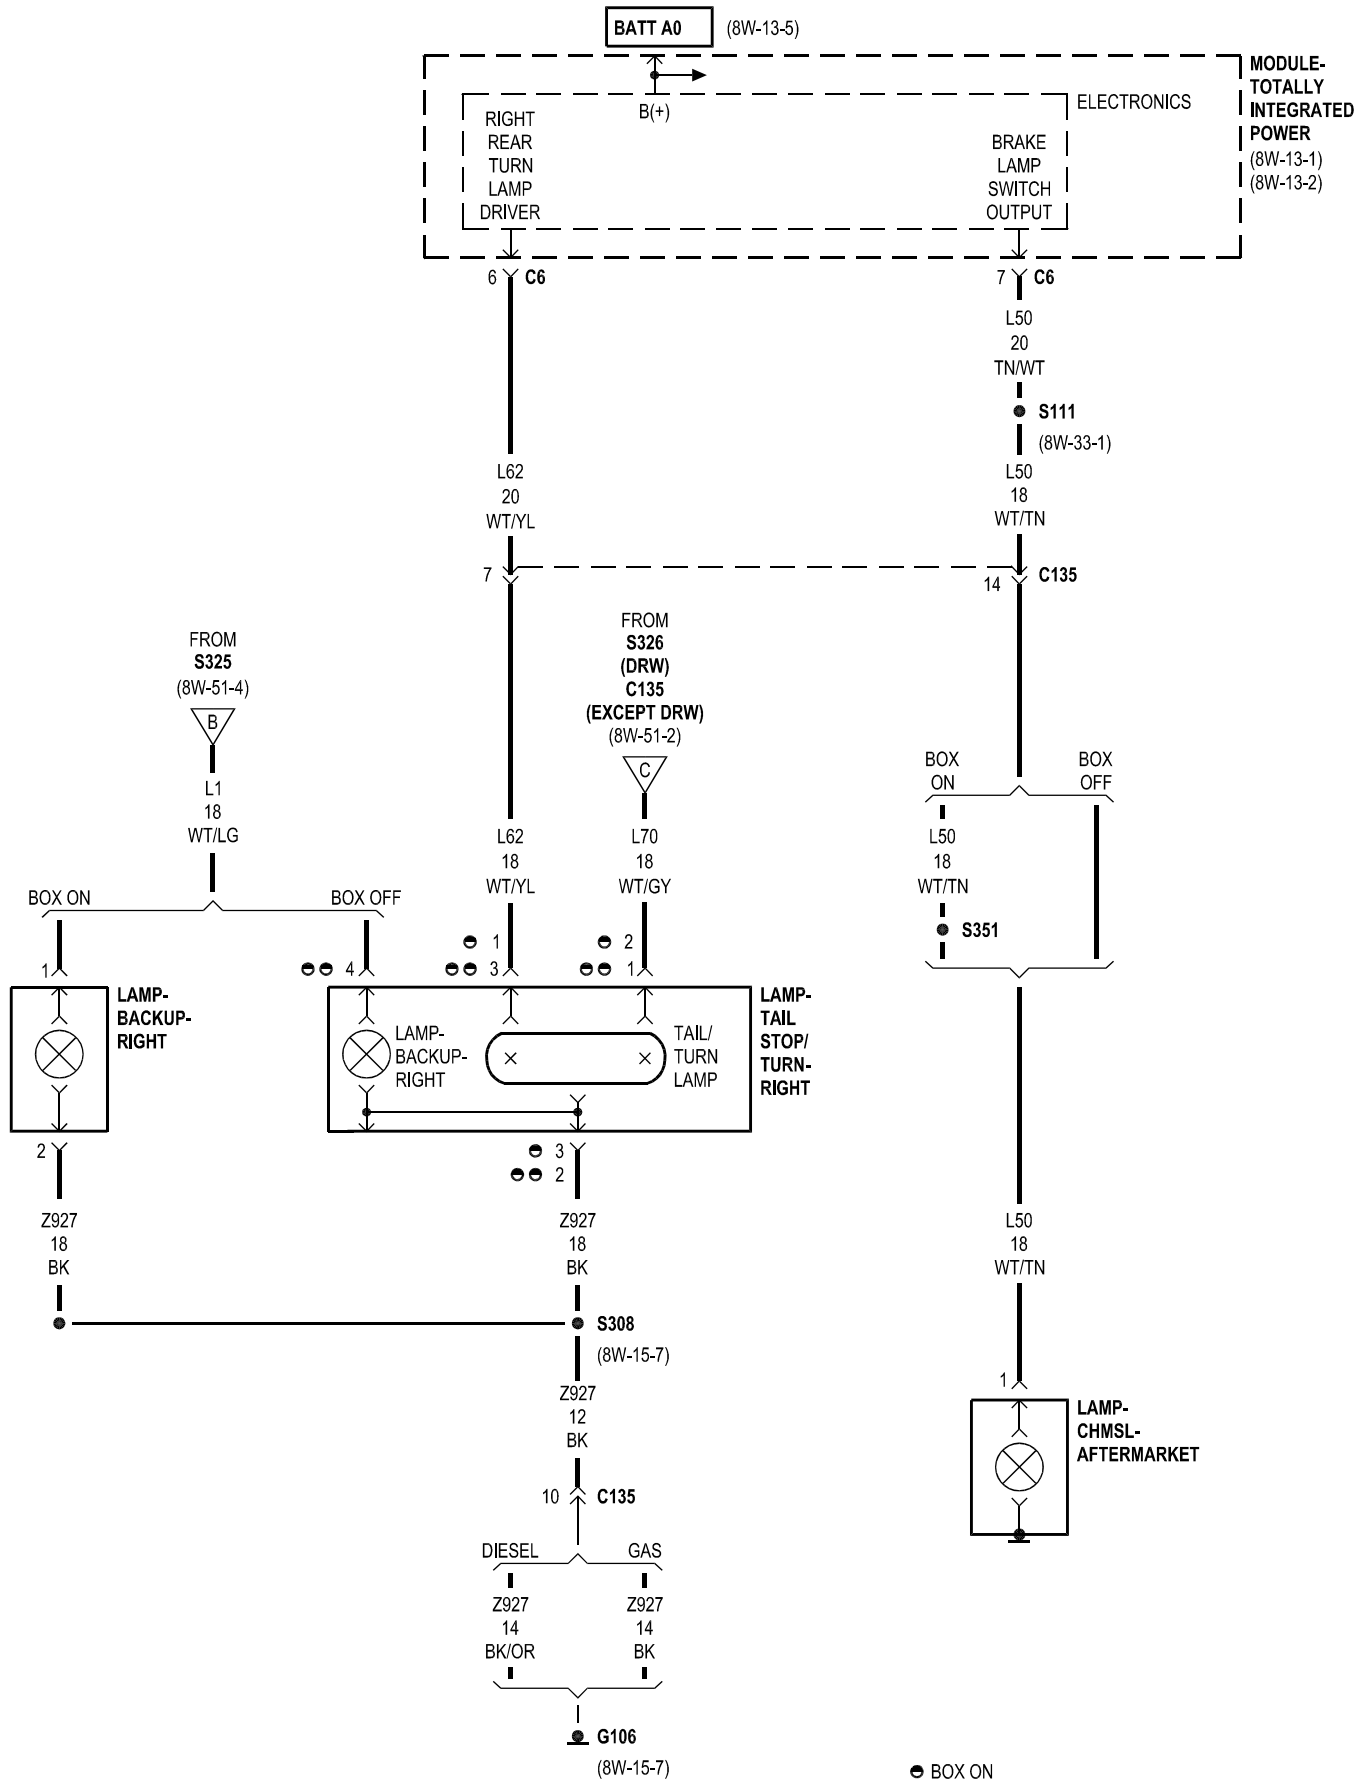 BATT A0 (8W-13-5)
MODULE-
TOTALLY
INTEGRATED
POWER
(8W-13-1)
(8W-13-2)
ELECTRONICS
B(+)
RIGHT
REAR
TURN
LAMP
DRIVER
BRAKE
LAMP
SWITCH
OUTPUT
6 C6
7 C6
L50
20
TN/WT
S111
(8W-33-1)
L62
20
WT/YL
L50
18
WT/TN
7
14 C135
FROM
S325
(8W-51-4)
B
L1
18
WT/LG
FROM
S326
(DRW)
C135
(EXCEPT DRW)
(8W-51-2)
C
BOX
ON
BOX
OFF
L62
18
WT/YL
L70
18
WT/GY
L50
18
WT/TN
S351
BOX ON
BOX OFF
1
4
1
3
2
1
LAMP-
BACKUP-
RIGHT
LAMP-
BACKUP-
RIGHT
TAIL/
TURN
LAMP
LAMP-
TAIL
STOP/
TURN-
RIGHT
2
3
2
Z927
18
BK
Z927
18
BK
L50
18
WT/TN
S308
(8W-15-7)
Z927
12
BK
1
LAMP-
CHMSL-
AFTERMARKET
10 C135
DIESEL
GAS
Z927
14
BK/OR
Z927
14
BK
G106
(8W-15-7)
BOX ON